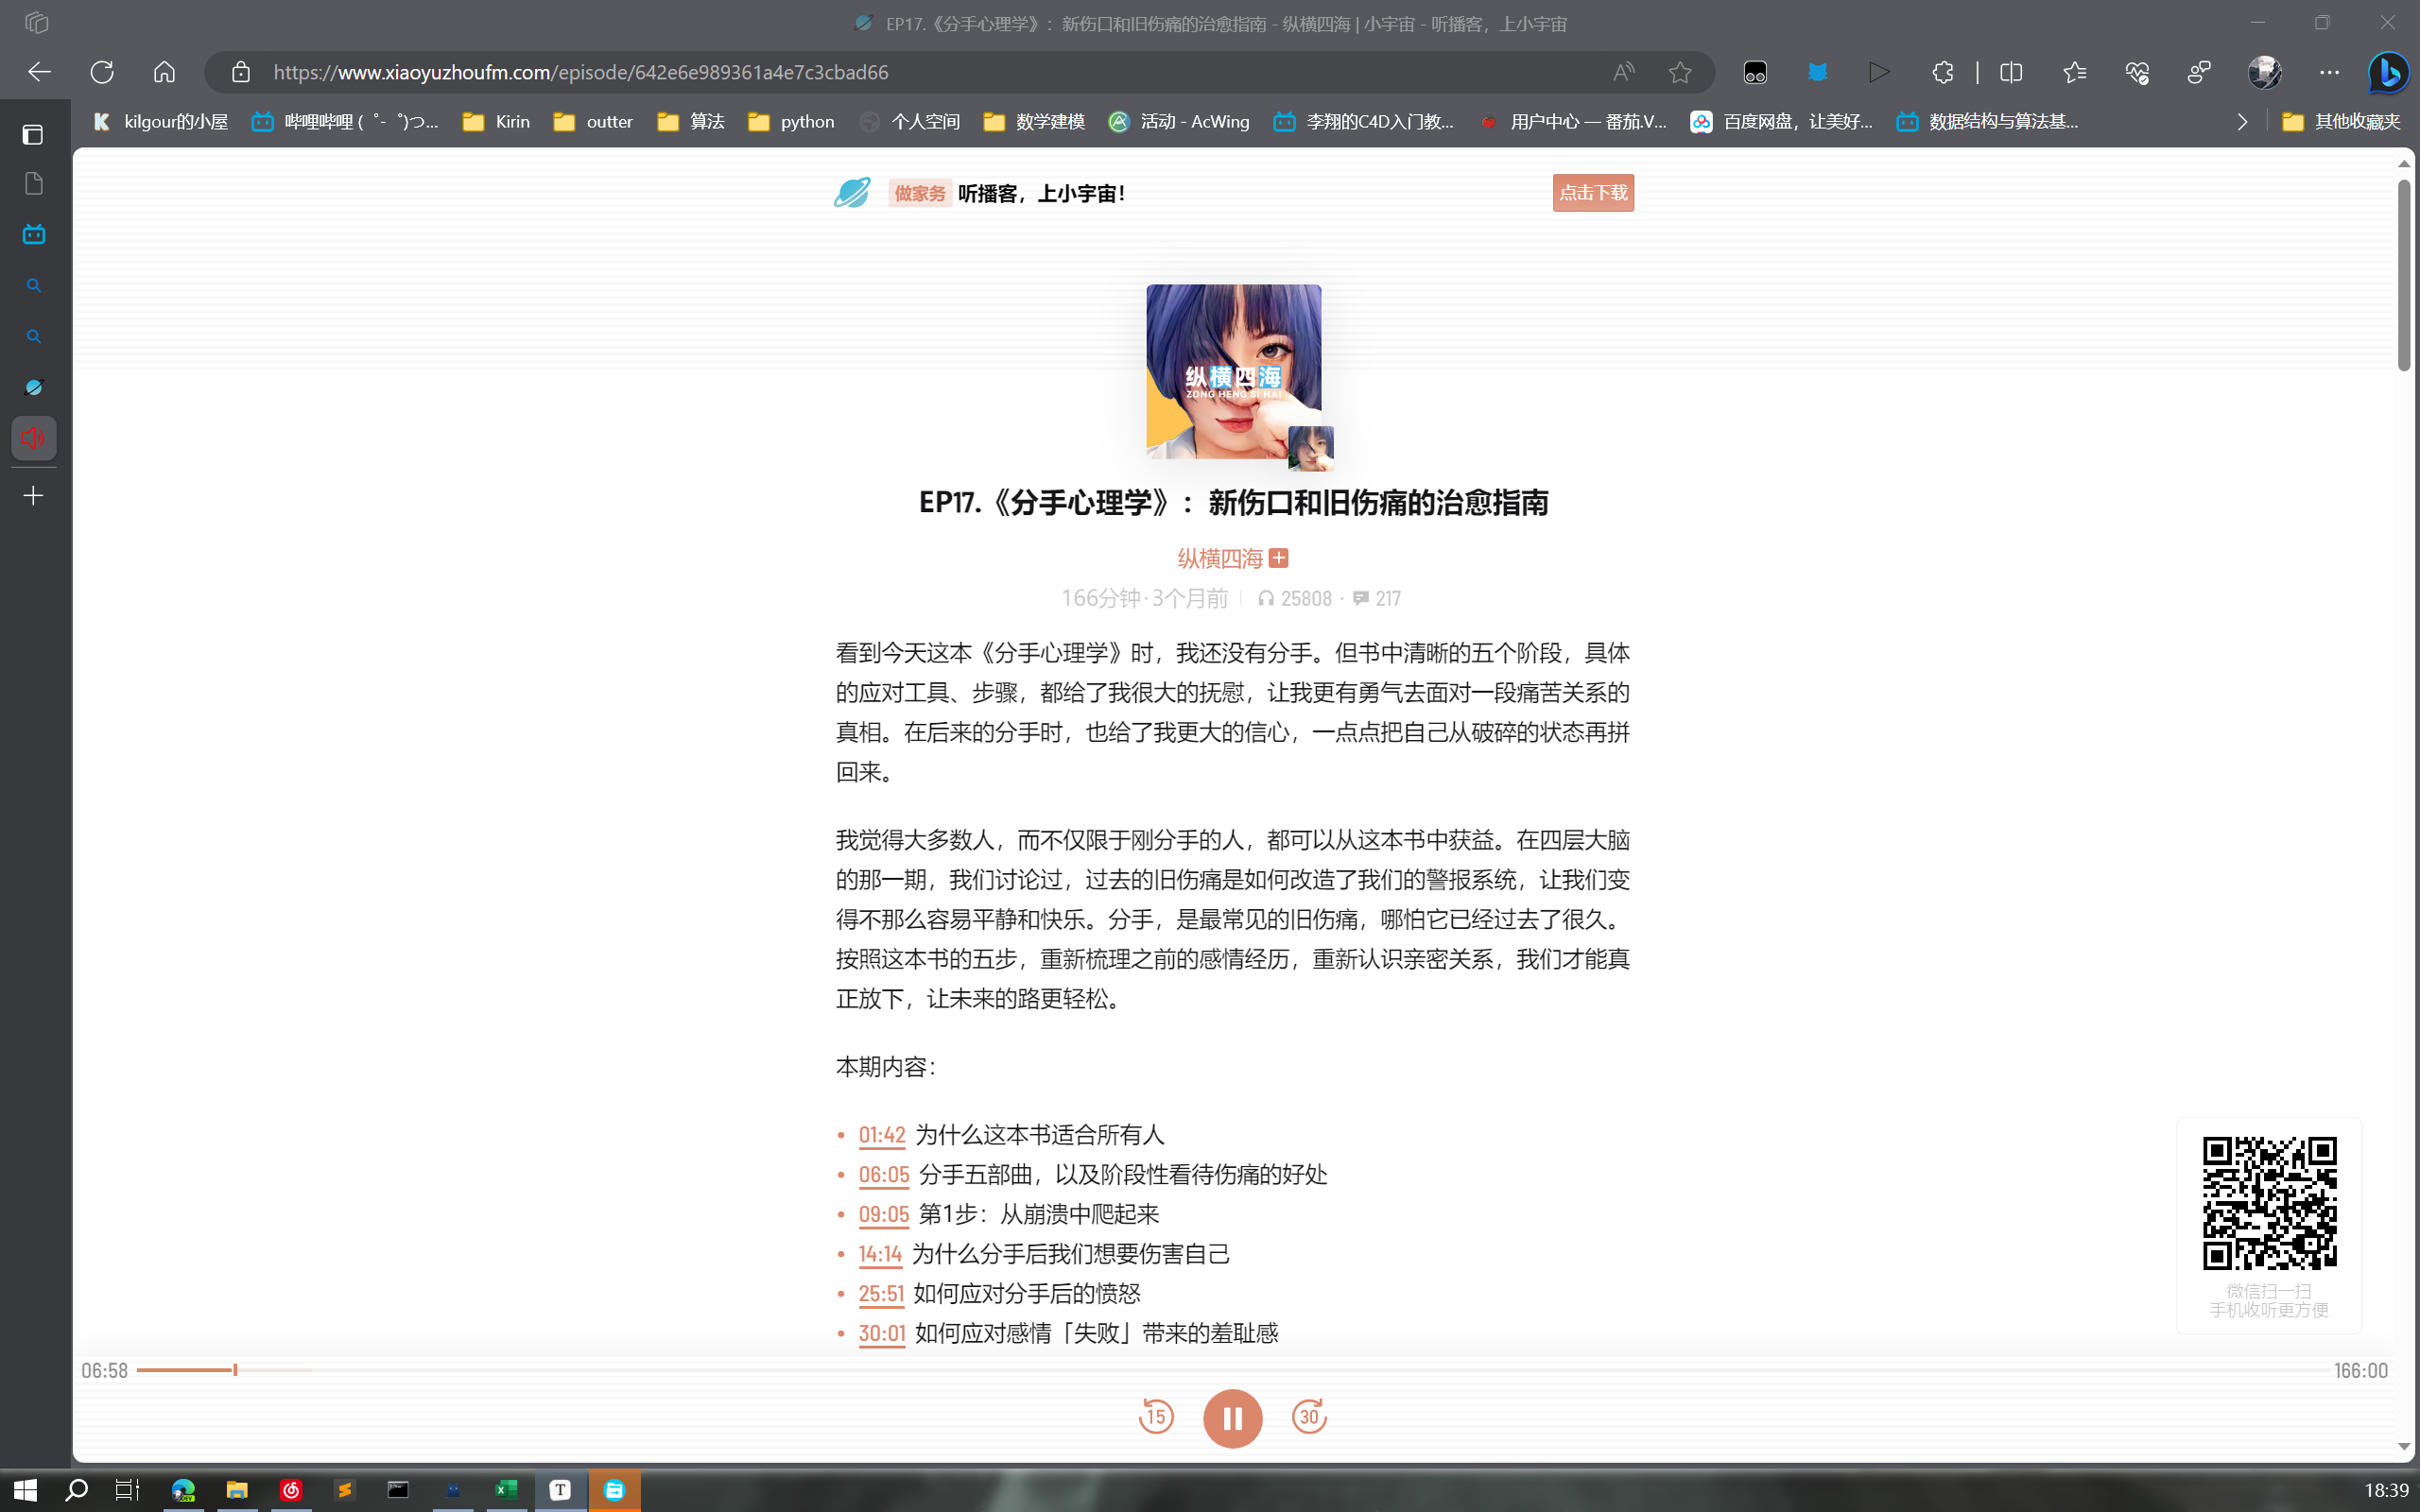 EP17.《分手心理学》：新伤口和旧伤痛的治愈指南 - 纵横四海 | 小宇宙 - 听播客，上小宇宙
https://www.xiaoyuzhoufm.com/episode/642e6e989361a4e7c3cbad66
kilgour的小屋 哔哩哔哩 ( ゜- ゜)つ... Kirin outter 算法 python 个人空间 数学建模 活动 - AcWing 李翔的C4D入门教... 用户中心 — 番茄.V... 百度网盘，让美好... 数据结构与算法基... 其他收藏夹
做家务 听播客，上小宇宙！ 点击下载
纵横四海
ZONG HENG SI HAI
EP17.《分手心理学》：新伤口和旧伤痛的治愈指南
纵横四海
166分钟·3个月前 25808 · 217
看到今天这本《分手心理学》时，我还没有分手。但书中清晰的五个阶段，具体
的应对工具、步骤，都给了我很大的抚慰，让我更有勇气去面对一段痛苦关系的
真相。在后来的分手时，也给了我更大的信心，一点点把自己从破碎的状态再拼
回来。
我觉得大多数人，而不仅限于刚分手的人，都可以从这本书中获益。在四层大脑
的那一期，我们讨论过，过去的旧伤痛是如何改造了我们的警报系统，让我们变
得不那么容易平静和快乐。分手，是最常见的旧伤痛，哪怕它已经过去了很久。
按照这本书的五步，重新梳理之前的感情经历，重新认识亲密关系，我们才能真
正放下，让未来的路更轻松。
本期内容：
• 01:42 为什么这本书适合所有人
• 06:05 分手五部曲，以及阶段性看待伤痛的好处
• 09:05 第1步：从崩溃中爬起来
• 14:14 为什么分手后我们想要伤害自己
• 25:51 如何应对分手后的愤怒
• 30:01 如何应对感情「失败」带来的羞耻感
微信扫一扫
手机收听更方便
06:58 166:00
15 30
18:39